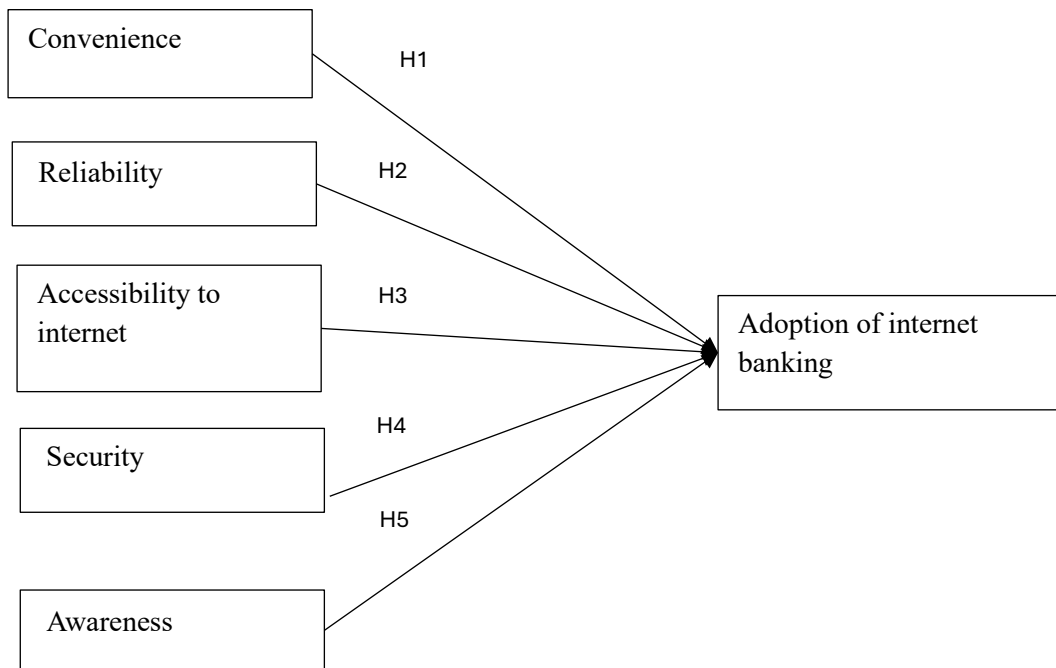 Convenience
H1
Reliability
H2
Accessibility to
internet
H3
Adoption of internet
banking
Security
H4
H5
Awareness